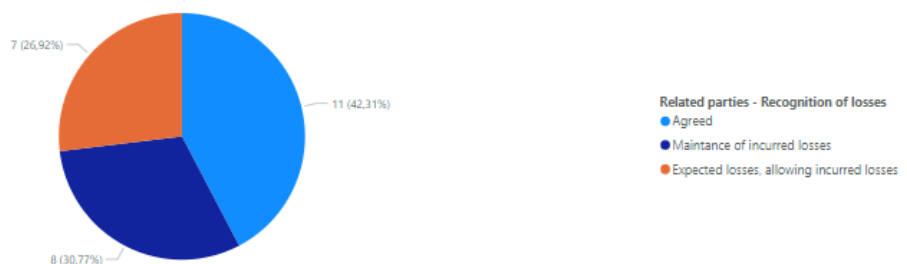 7 (26,92%)
11 (42,31%)
8 (30,77%)
Related parties - Recognition of losses
Agreed
Maintance of incurred losses
Expected losses, allowing incurred losses